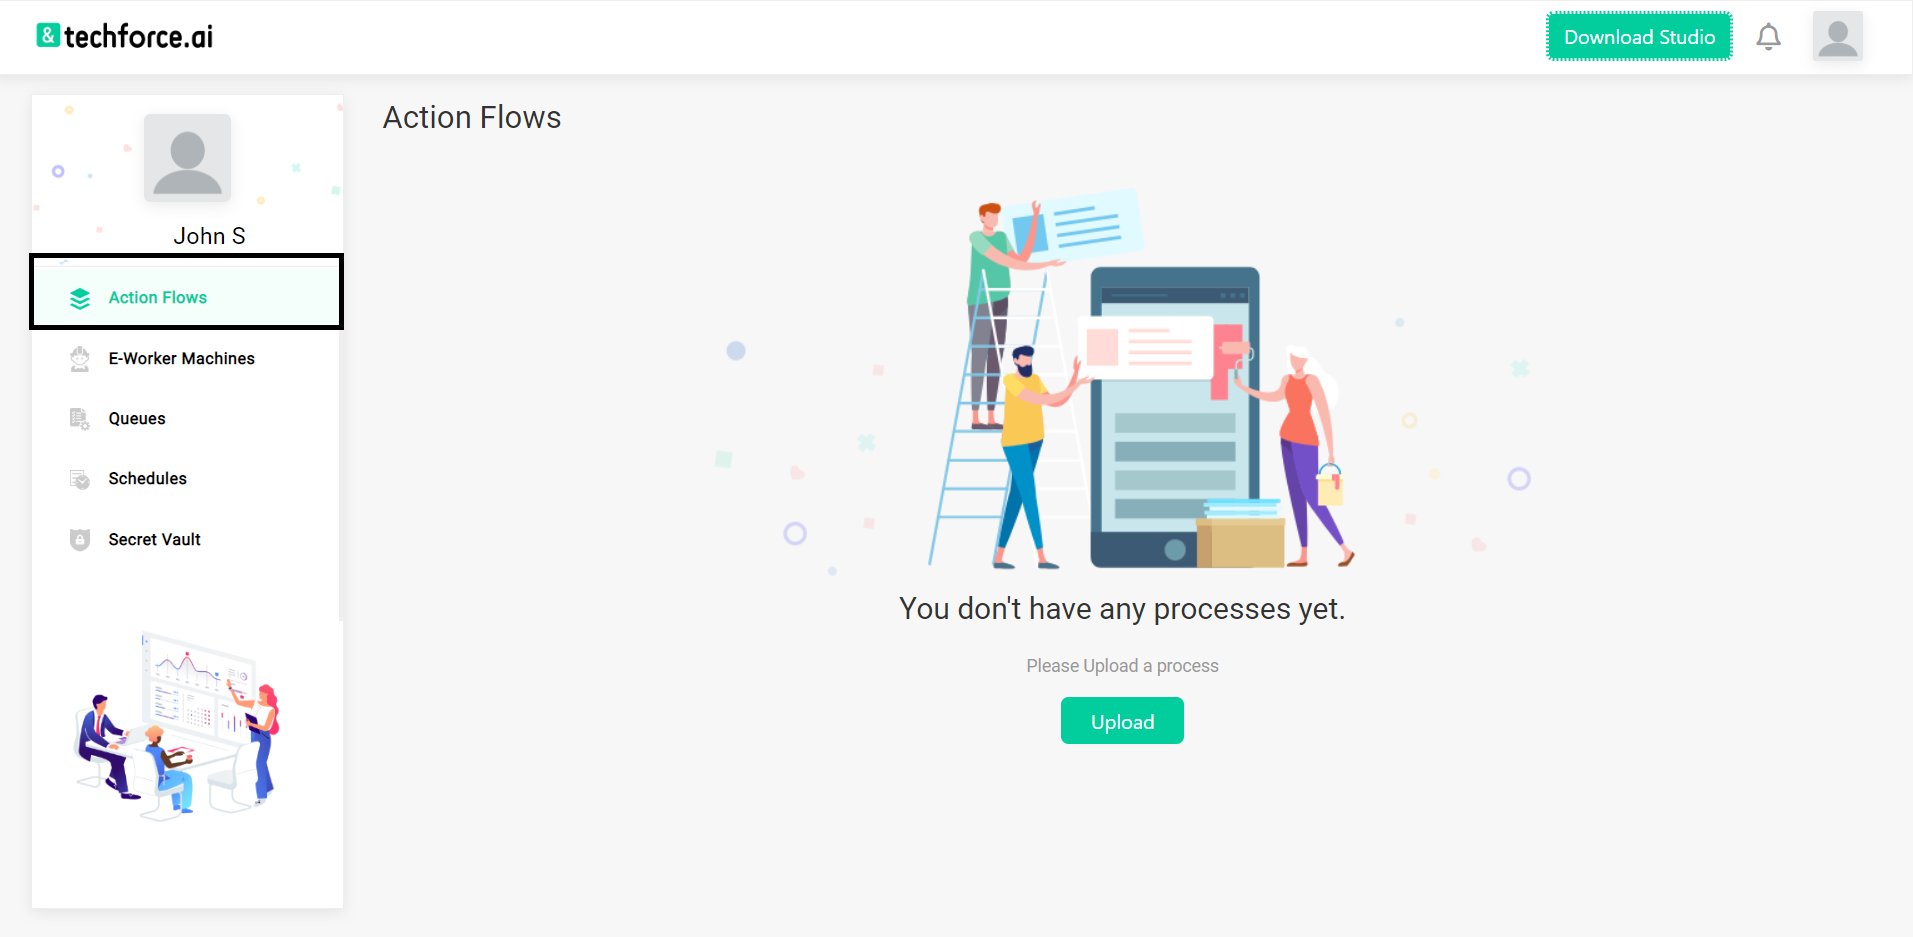 & techforce.ai
Download Studio
John S
Action Flows
E-Worker Machines
Queues
Schedules
Secret Vault
Action Flows
You don't have any processes yet.
Please Upload a process
Upload